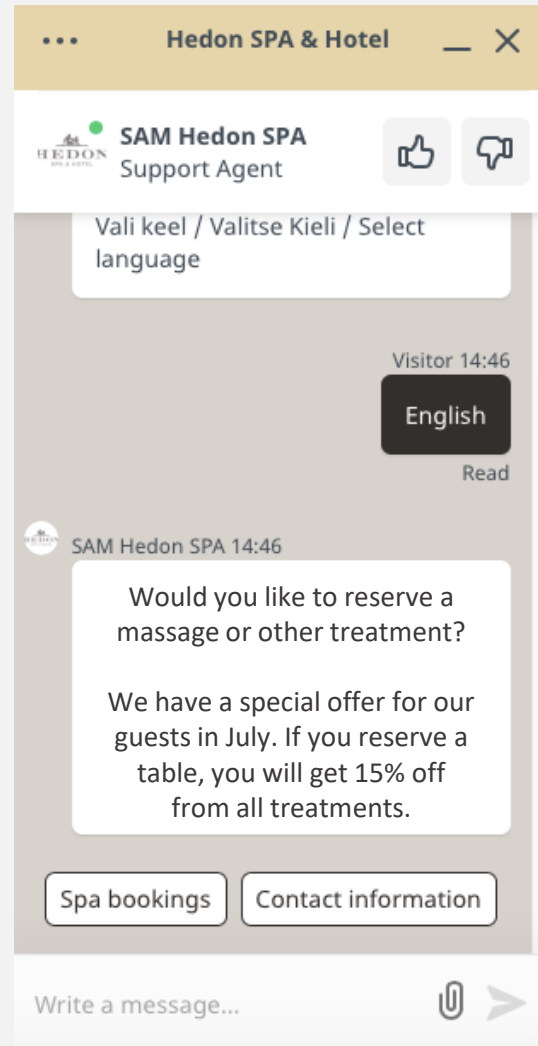 Hedon SPA & Hotel
HEDON
SPA & HOTEL
SAM Hedon SPA
Support Agent
Vali keel / Valitse Kieli / Select
language
Visitor 14:46
English
Read
HEDON
SAM Hedon SPA 14:46
Would you like to reserve a
massage or other treatment?
We have a special offer for our
guests in July. If you reserve a
table, you will get 15% off
from all treatments.
Spa bookings
Contact information
Write a message...